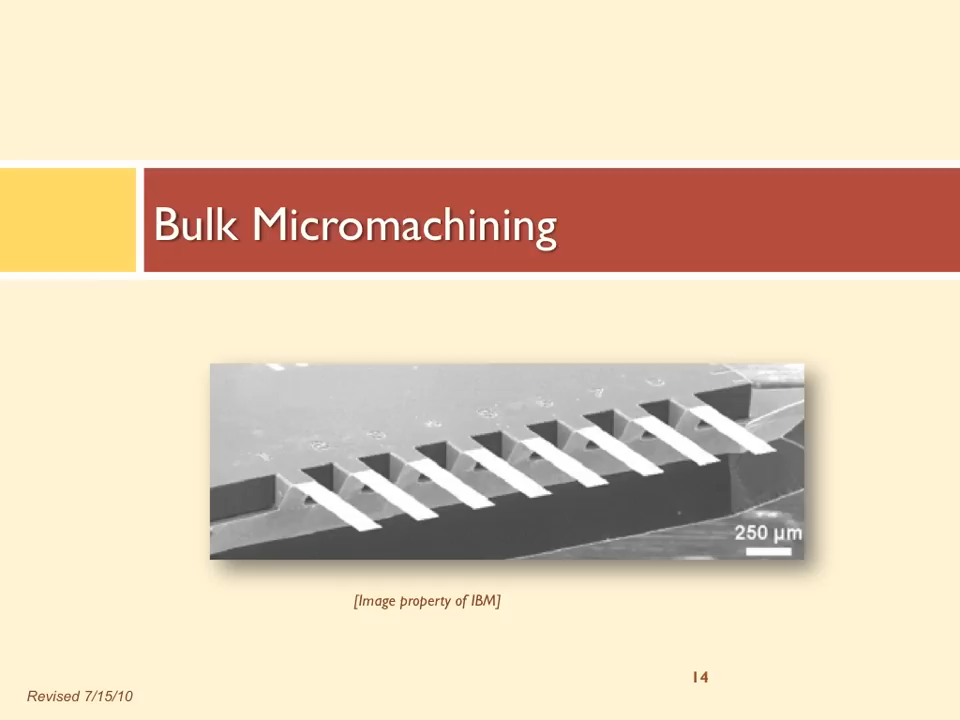 Bulk Micromachining
250 µm
[Image property of IBM]
14
Revised 7/15/10